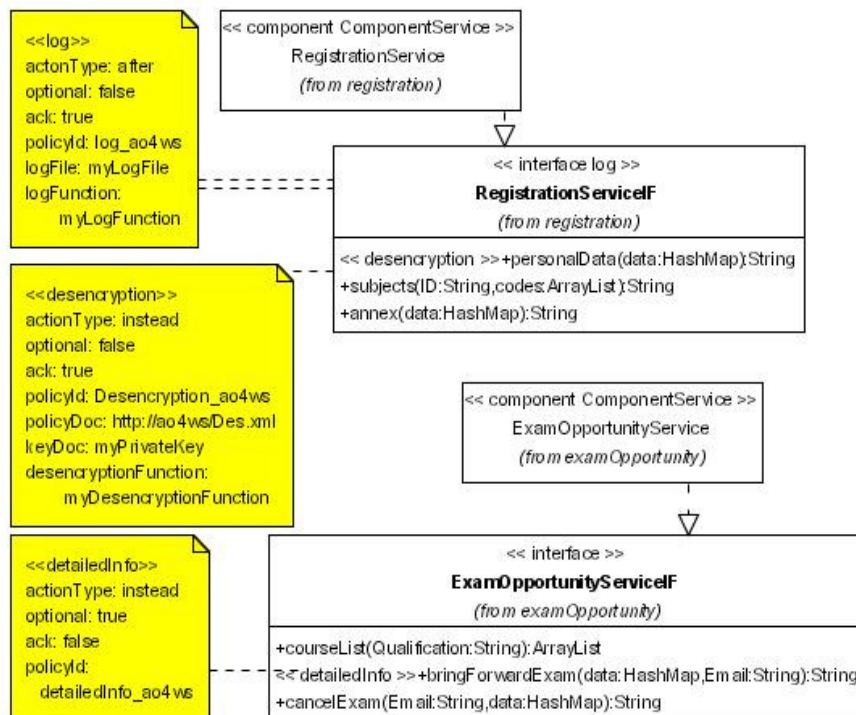 <<log>>
actonType: after
optional: false
ack: true
policyId: log_ao4ws
logFile: myLogFile
logFunction:
myLogFunction
<< component ComponentService >>
RegistrationService
(from registration)
<< interface log >>
RegistrationServiceIF
(from registration)
<< desencryption >>+personalData(data:HashMap):String
+subjects(ID:String,codes:ArrayList):String
+annex(data:HashMap):String
<<desencryption>>
actionType: instead
optional: false
ack: true
policyId: Desencryption_ao4ws
policyDoc: http://ao4ws/Des.xml
keyDoc: myPrivateKey
desencryptionFunction:
myDesencryptionFunction
<< component ComponentService >>
ExamOpportunityService
(from examOpportunity)
<<detailedInfo>>
actionType: instead
optional: true
ack: false
policyId:
detailedInfo_ao4ws
<< interface >>
ExamOpportunityServiceIF
(from examOpportunity)
+courseList(Qualification:String):ArrayList
<< detailedInfo >>+bringForwardExam(data:HashMap,Email:String):String
+cancelExam(Email:String,data:HashMap):String